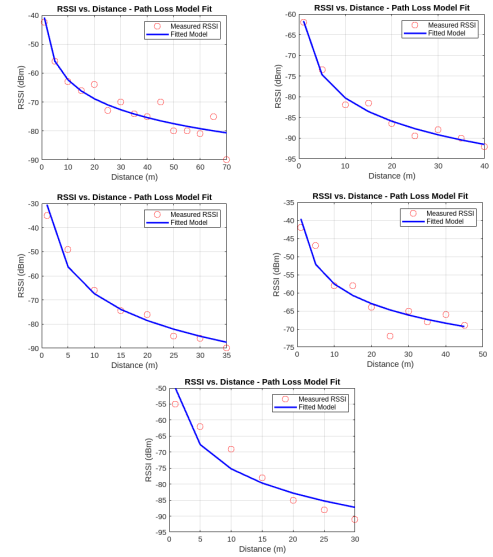 RSSI vs. Distance - Path Loss Model Fit
Measured RSSI
Fitted Model
RSSI (dBm)
-40
-50
-60
-70
-80
-90
0 10 20 30 40 50 60 70
Distance (m)
RSSI vs. Distance - Path Loss Model Fit
Measured RSSI
Fitted Model
RSSI (dBm)
-60
-65
-70
-75
-80
-85
-90
-95
0 10 20 30 40
Distance (m)
RSSI vs. Distance - Path Loss Model Fit
Measured RSSI
Fitted Model
RSSI (dBm)
-30
-40
-50
-60
-70
-80
-90
0 5 10 15 20 25 30 35
Distance (m)
RSSI vs. Distance - Path Loss Model Fit
Measured RSSI
Fitted Model
RSSI (dBm)
-35
-40
-45
-50
-55
-60
-65
-70
-75
0 10 20 30 40 50
Distance (m)
RSSI vs. Distance - Path Loss Model Fit
Measured RSSI
Fitted Model
RSSI (dBm)
-50
-55
-60
-65
-70
-75
-80
-85
-90
-95
0 5 10 15 20 25 30
Distance (m)